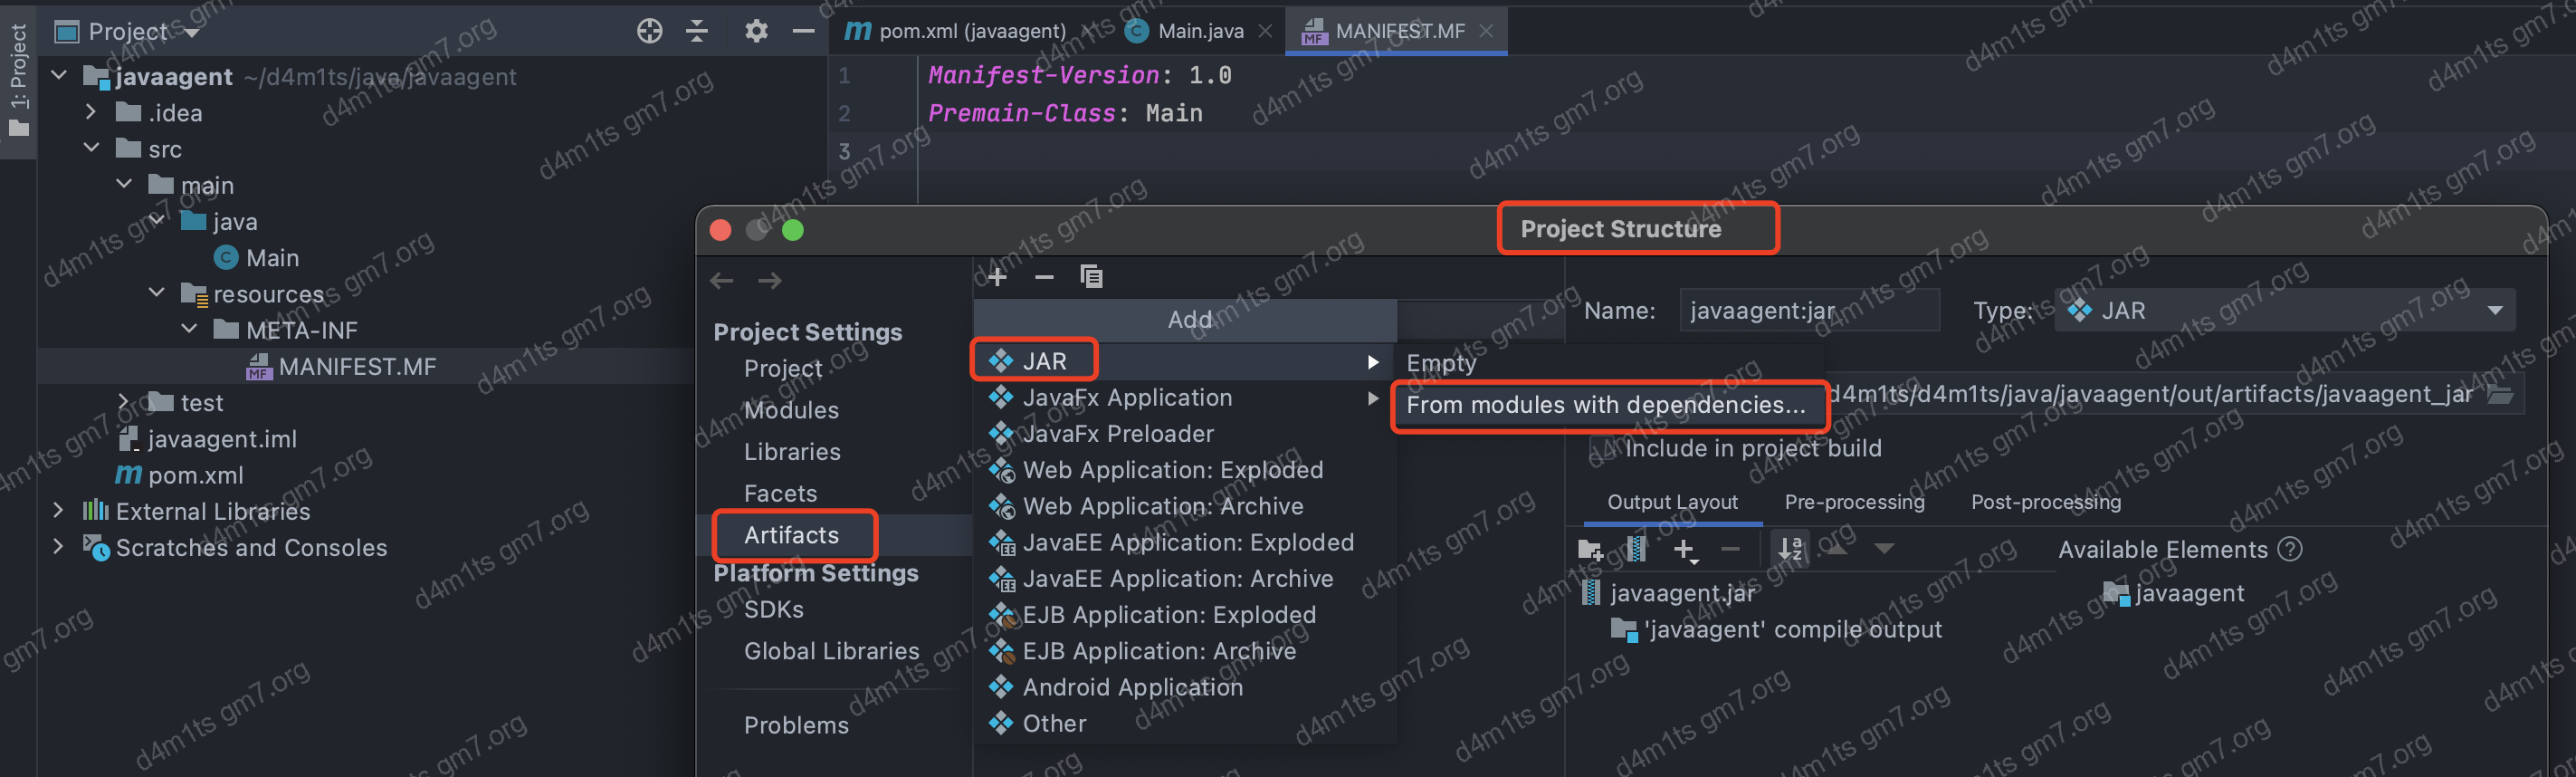 1: Project
Project
javaagent ~/d4m1ts/java/javaagent
.idea
src
main
java
Main
resources
META-INF
MANIFEST.MF
test
javaagent.iml
pom.xml
External Libraries
Scratches and Consoles
pom.xml (javaagent)
Main.java
MANIFEST.MF
1 Manifest-Version: 1.0
2 Premain-Class: Main
3
Project Structure
Project Settings
Project
Modules
Libraries
Facets
Artifacts
Platform Settings
SDKs
Global Libraries
Problems
Add
JAR
JavaFx Application
JavaFx Preloader
Web Application: Exploded
Web Application: Archive
JavaEE Application: Exploded
JavaEE Application: Archive
EJB Application: Exploded
EJB Application: Archive
Android Application
Other
Empty
From modules with dependencies...
Name: javaagent:jar
Type: JAR
d4m1ts/d4m1ts/java/javaagent/out/artifacts/javaagent_jar
Include in project build
Output Layout Pre-processing Post-processing
Available Elements ?
javaagent.jar
'javaagent' compile output
javaagent
d4m1ts gm7.org